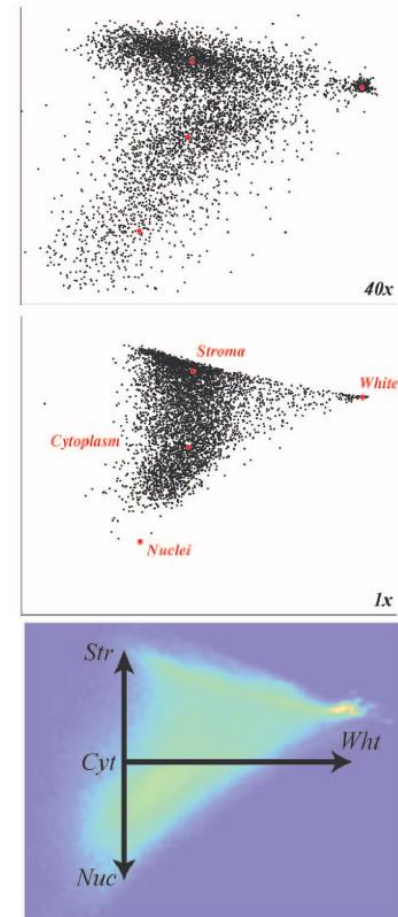 40x
Stroma
White
Cytoplasm
Nuclei
1x
Str
Cyt
Wht
Nuc